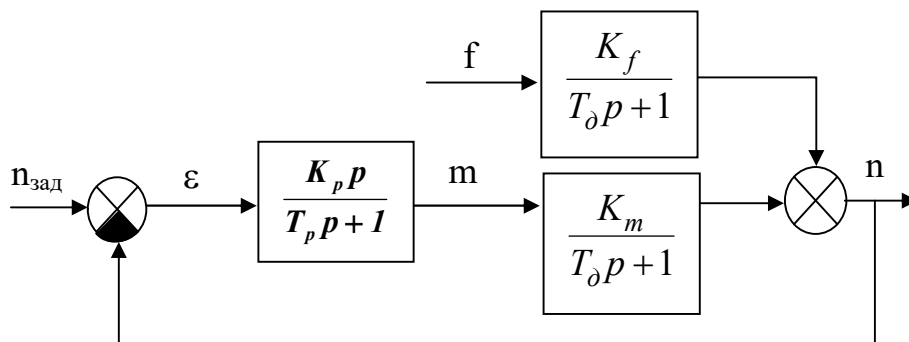 f
K_f
T_∂ p + 1
n_зад
ε
K_p p
T_p p + 1
m
K_m
T_∂ p + 1
n